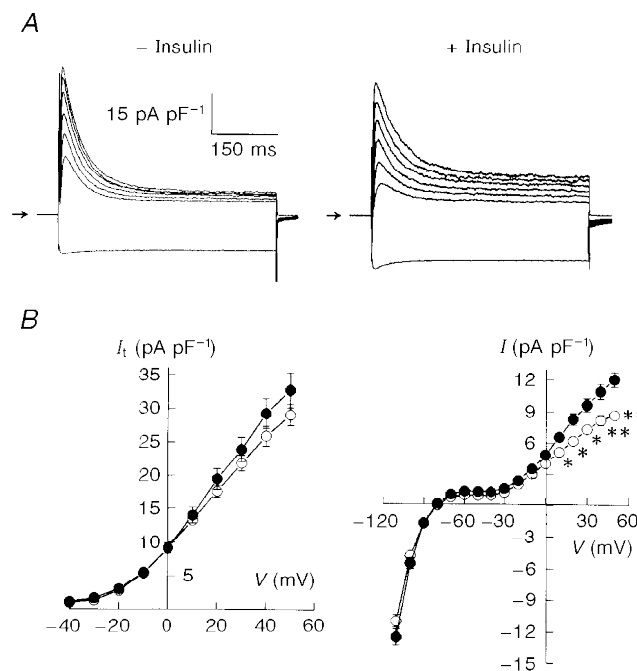 A
– Insulin
+ Insulin
15 pA pF⁻¹
150 ms
B
Iₜ (pA pF⁻¹)
35
30
25
20
15
10
5
V (mV)
−40 −20 0 20 40 60
I (pA pF⁻¹)
12
9
6
3
−120 −60 −30 30 60
V (mV)
−3
−6
−9
−12
−15
* * * ** **